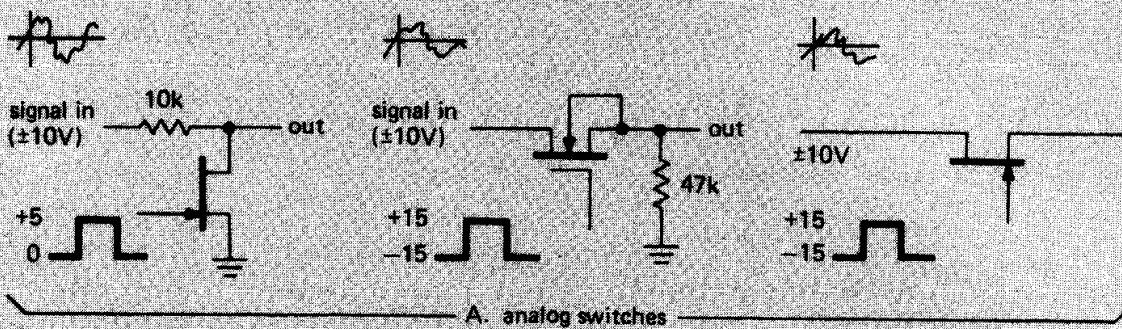 signal in
(±10V)
10k
out
+5
0
signal in
(±10V)
out
47k
+15
−15
±10V
+15
−15
A. analog switches